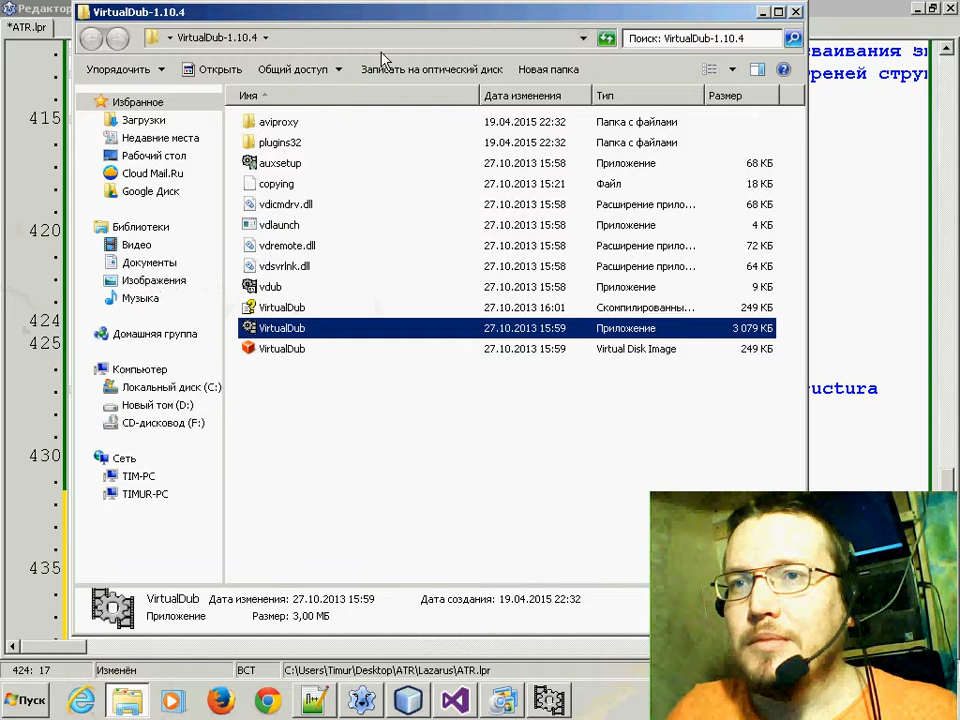 Редактор
VirtualDub-1.10.4
*ATR.lpr
VirtualDub-1.10.4
Поиск: VirtualDub-1.10.4
сваивания з
треней стру
Упорядочить
Открыть
Общий доступ
Записать на оптический диск
Новая папка
Избранное
Загрузки
Недавние места
Рабочий стол
Cloud Mail.Ru
Google Диск
Библиотеки
Видео
Документы
Изображения
Музыка
Домашняя группа
Компьютер
Локальный диск (C:)
Новый том (D:)
CD-дисковод (F:)
Сеть
TIM-PC
TIMUR-PC
Имя Дата изменения Тип Размер
aviproxy 19.04.2015 22:32 Папка с файлами
plugins32 19.04.2015 22:32 Папка с файлами
auxsetup 27.10.2013 15:58 Приложение 68 КБ
copying 27.10.2013 15:21 Файл 18 КБ
vdicmdrv.dll 27.10.2013 15:58 Расширение прило... 68 КБ
vdlaunch 27.10.2013 15:58 Приложение 4 КБ
vdremote.dll 27.10.2013 15:58 Расширение прило... 72 КБ
vdsvrlnk.dll 27.10.2013 15:58 Расширение прило... 64 КБ
vdub 27.10.2013 15:58 Приложение 9 КБ
VirtualDub 27.10.2013 16:01 Скомпилированны... 249 КБ
VirtualDub 27.10.2013 15:59 Приложение 3 079 КБ
VirtualDub 27.10.2013 15:59 Virtual Disk Image 249 КБ
415
420
424
425
430
435
uctura
VirtualDub Дата изменения: 27.10.2013 15:59 Дата создания: 19.04.2015 22:32
Приложение Размер: 3,00 МБ
424: 17 Изменён ВСТ C:\Users\Timur\Desktop\ATR\Lazarus\ATR.lpr
Пуск